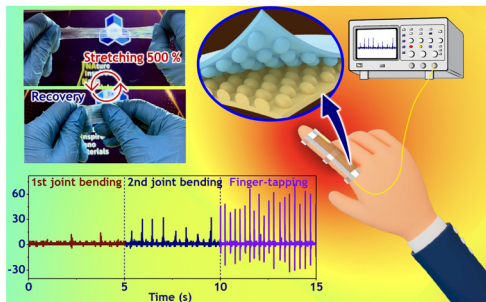 Stretching 500 %
Recovery
1st joint bending
2nd joint bending
Finger-tapping
60
30
0
-30
0
5
10
15
Time (s)